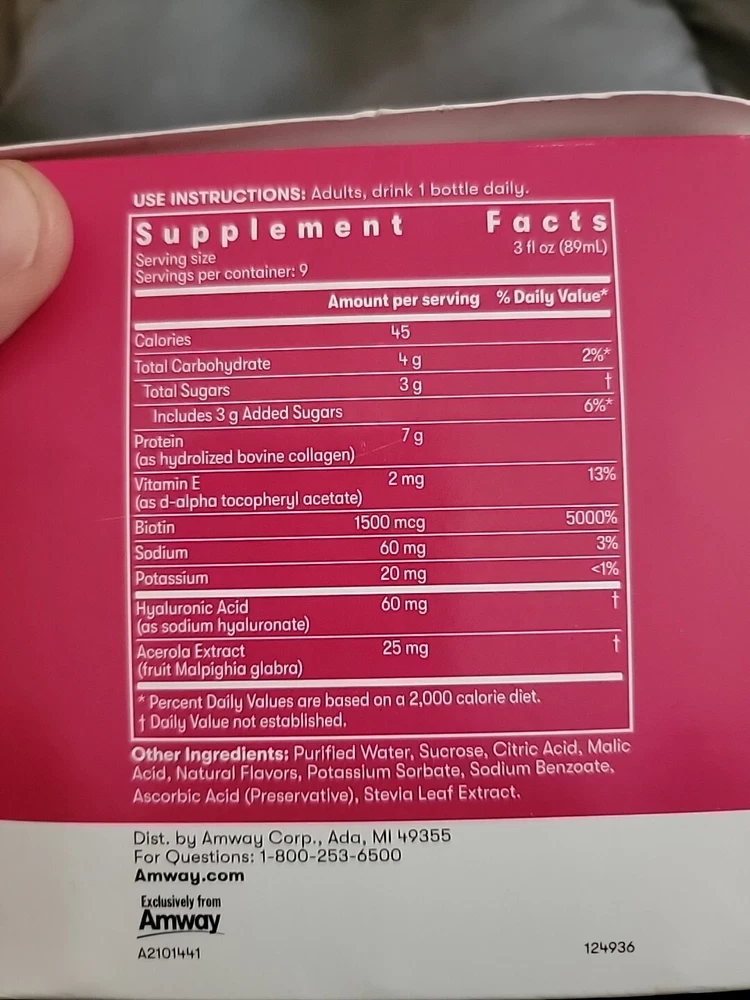 USE INSTRUCTIONS: Adults, drink 1 bottle daily.
Supplement Facts
Serving size 3 fl oz (89mL)
Servings per container: 9
Amount per serving % Daily Value*
Calories 45
Total Carbohydrate 4 g 2%*
Total Sugars 3 g †
Includes 3 g Added Sugars 6%*
Protein 7 g
(as hydrolized bovine collagen)
Vitamin E 2 mg 13%
(as d-alpha tocopheryl acetate)
Biotin 1500 mcg 5000%
Sodium 60 mg 3%
Potassium 20 mg <1%
Hyaluronic Acid 60 mg †
(as sodium hyaluronate)
Acerola Extract 25 mg †
(fruit Malpighia glabra)
* Percent Daily Values are based on a 2,000 calorie diet.
† Daily Value not established.
Other Ingredients: Purified Water, Sucrose, Citric Acid, Malic
Acid, Natural Flavors, Potassium Sorbate, Sodium Benzoate,
Ascorbic Acid (Preservative), Stevia Leaf Extract.
Dist. by Amway Corp., Ada, MI 49355
For Questions: 1-800-253-6500
Amway.com
Exclusively from
Amway
A2101441 124936